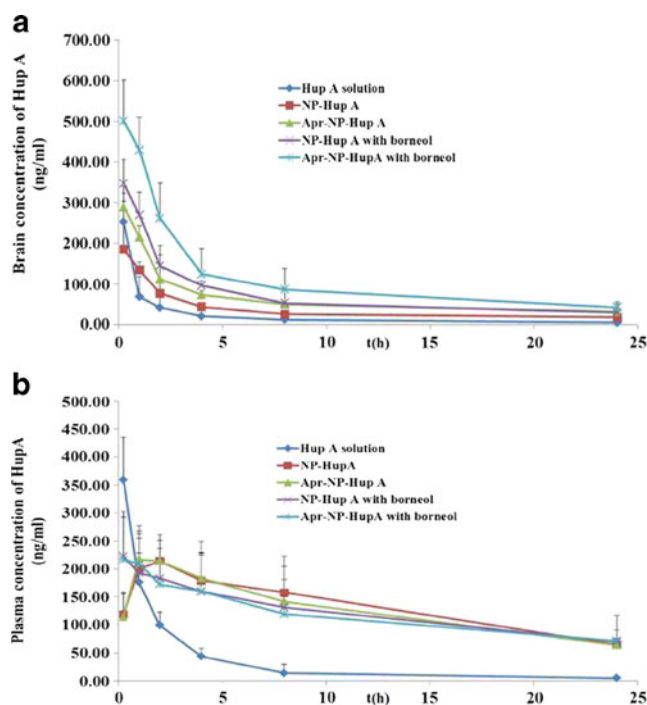 a
Brain concentration of Hup A
(ng/ml)
700.00
600.00
500.00
400.00
300.00
200.00
100.00
0.00
Hup A solution
NP-Hup A
Apr-NP-Hup A
NP-Hup A with borneol
Apr-NP-HupA with borneol
0
5
10
15
20
25
t(h)
b
Plasma concentration of HupA
(ng/ml)
500.00
450.00
400.00
350.00
300.00
250.00
200.00
150.00
100.00
50.00
0.00
Hup A solution
NP-HupA
Apr-NP-Hup A
NP-Hup A with borneol
Apr-NP-HupA with borneol
0
5
10
15
20
25
t(h)